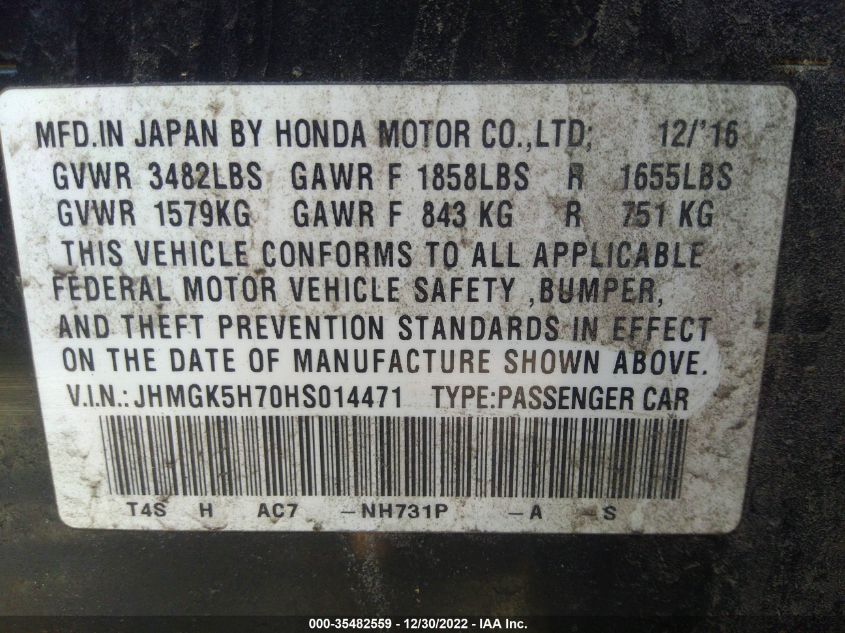 MFD.IN JAPAN BY HONDA MOTOR CO.,LTD; 12/'16
GVWR 3482LBS GAWR F 1858LBS R 1655LBS
GVWR 1579KG GAWR F 843 KG R 751 KG
THIS VEHICLE CONFORMS TO ALL APPLICABLE
FEDERAL MOTOR VEHICLE SAFETY ,BUMPER,
AND THEFT PREVENTION STANDARDS IN EFFECT
ON THE DATE OF MANUFACTURE SHOWN ABOVE.
V.I.N.: JHMGK5H70HS014471 TYPE:PASSENGER CAR
T4S H AC7 -NH731P -A -S
000-35482559 - 12/30/2022 - IAA Inc.